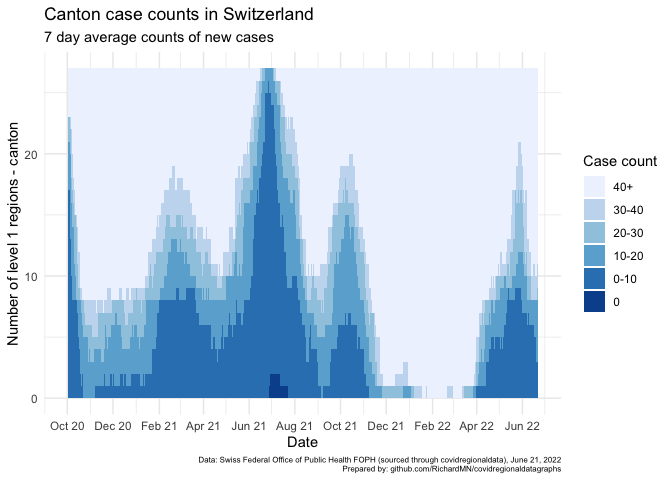 Canton case counts in Switzerland
7 day average counts of new cases
Number of level 1 regions - canton
20
10
0
Oct 20 Dec 20 Feb 21 Apr 21 Jun 21 Aug 21 Oct 21 Dec 21 Feb 22 Apr 22 Jun 22
Date
Case count
40+
30-40
20-30
10-20
0-10
0
Data: Swiss Federal Office of Public Health FOPH (sourced through covidregionaldata), June 21, 2022
Prepared by: github.com/RichardMN/covidregionaldatagraphs